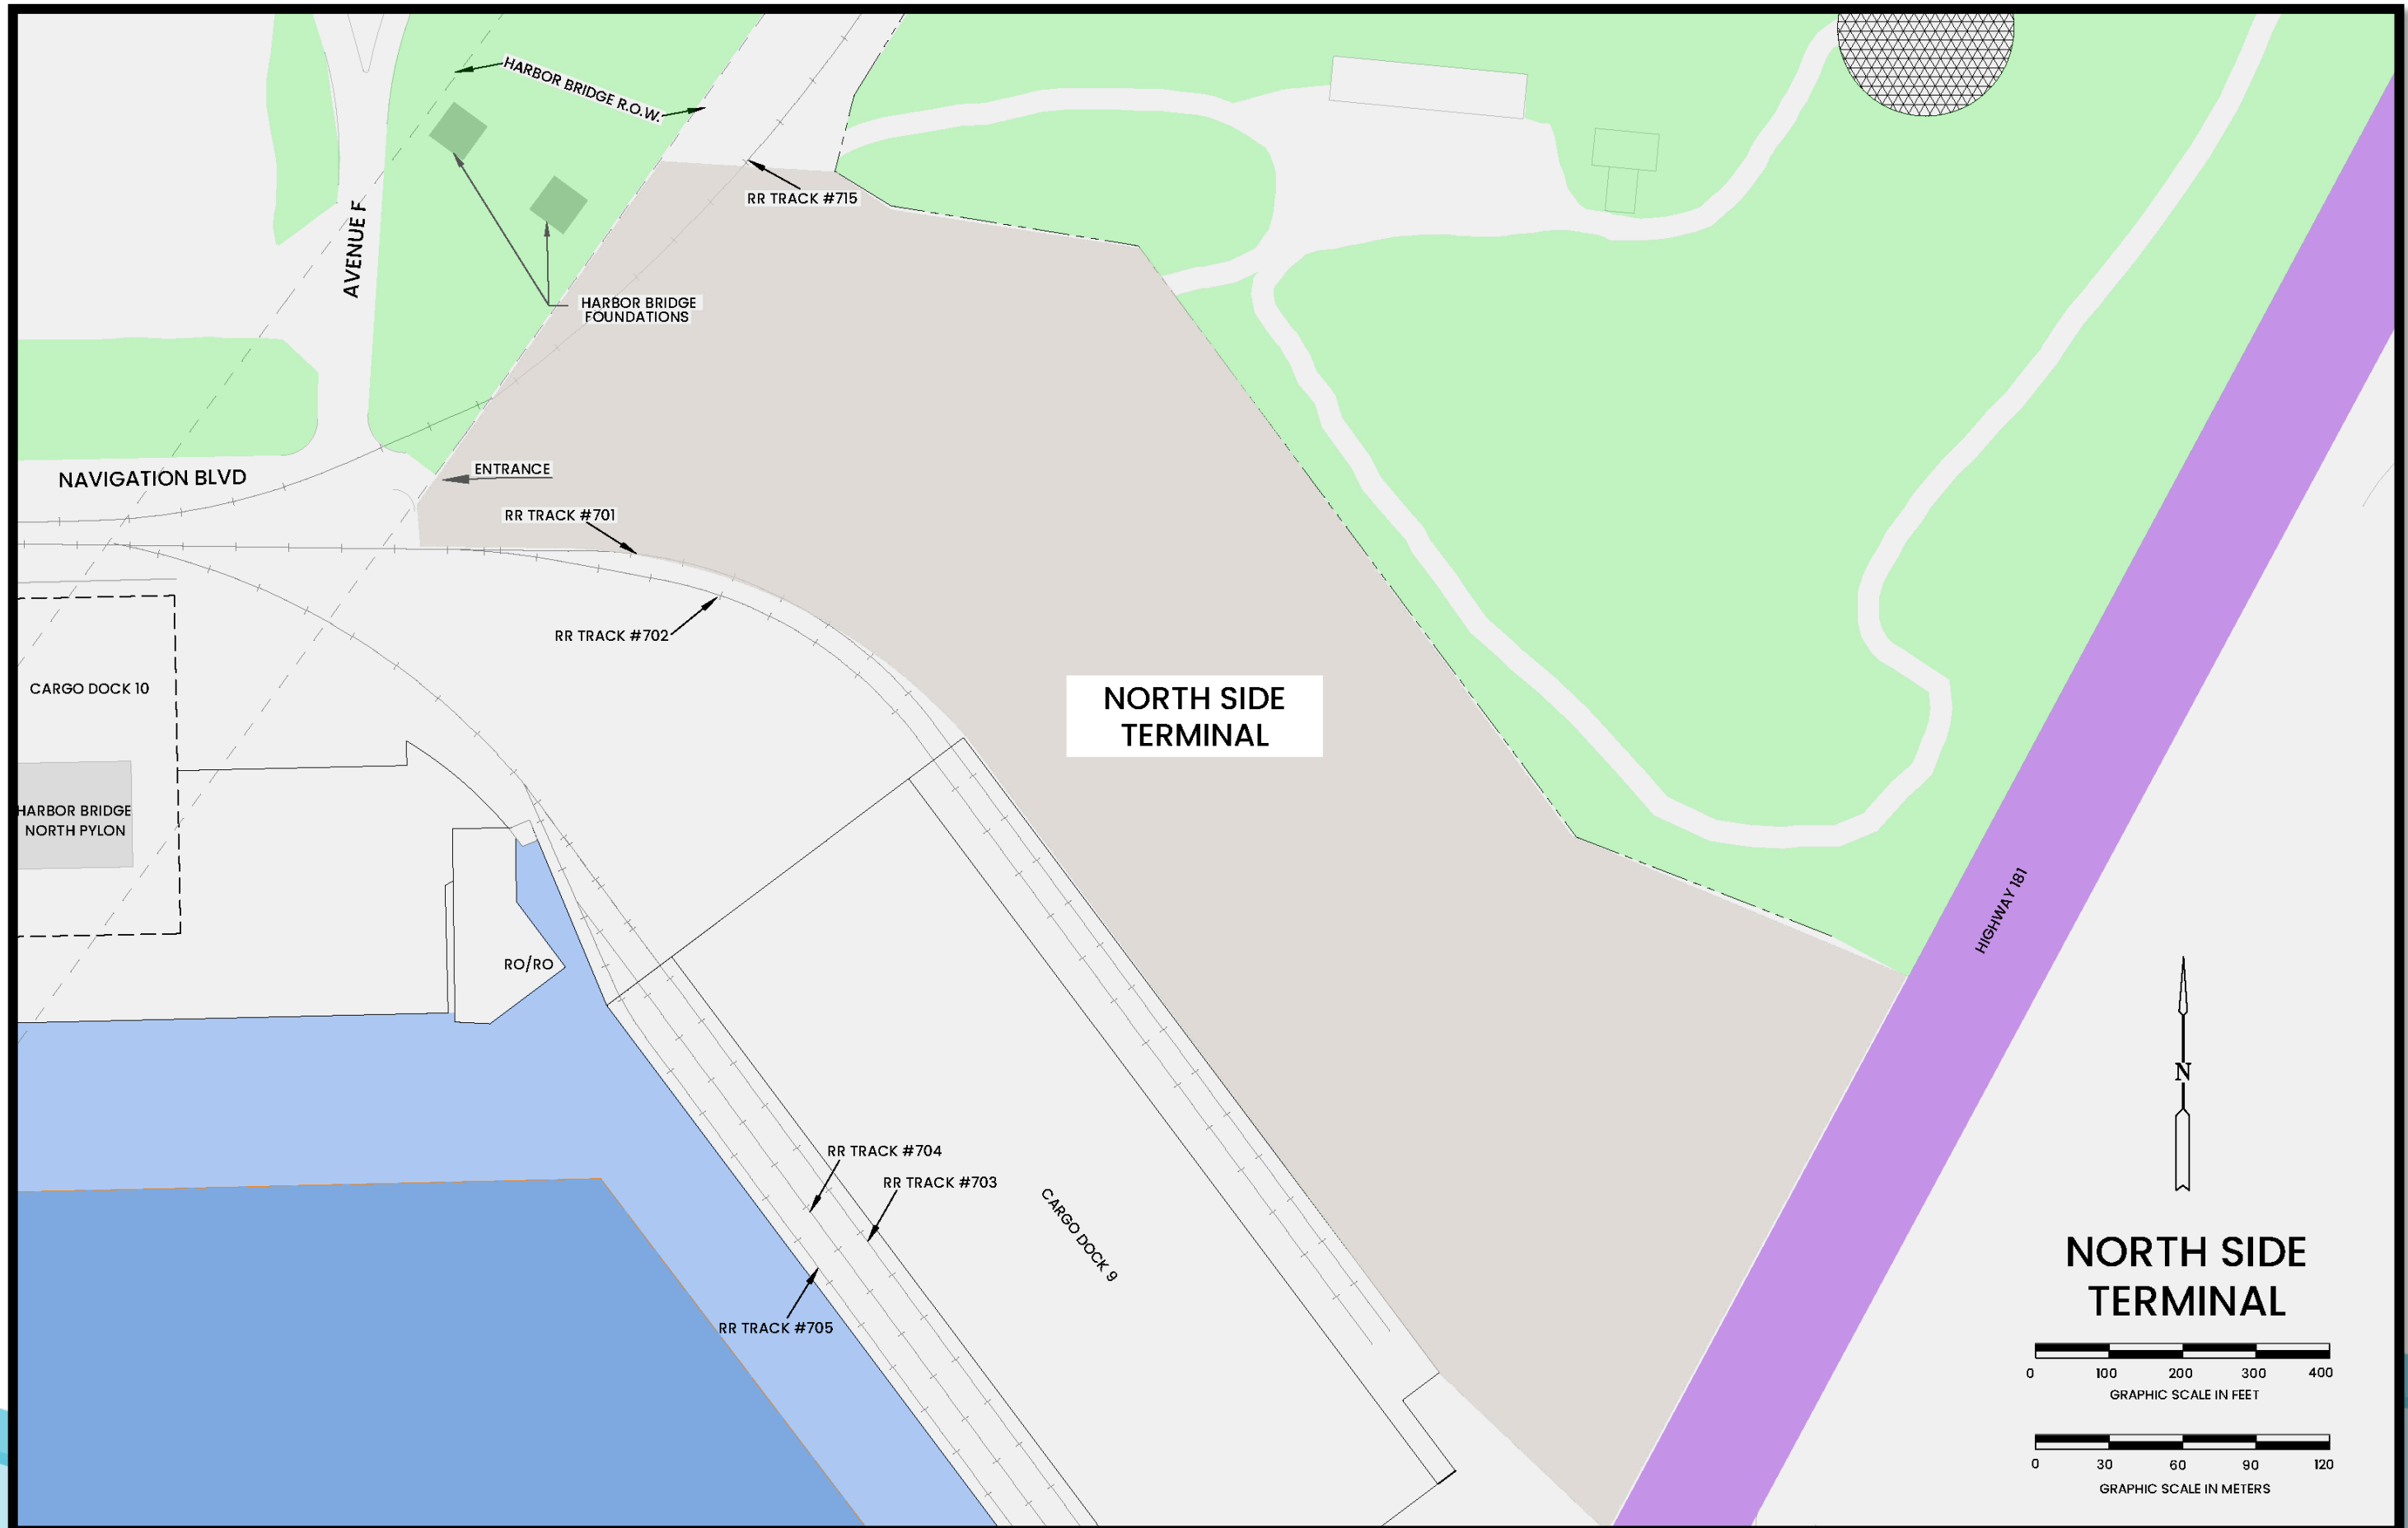 HARBOR BRIDGE R.O.W.
RR TRACK #715
AVENUE F
HARBOR BRIDGE
FOUNDATIONS
ENTRANCE
NAVIGATION BLVD
RR TRACK #701
RR TRACK #702
CARGO DOCK 10
NORTH SIDE
TERMINAL
HARBOR BRIDGE
NORTH PYLON
HIGHWAY 181
RO/RO
N
RR TRACK #704
RR TRACK #703
CARGO DOCK 9
RR TRACK #705
NORTH SIDE
TERMINAL
0 100 200 300 400
GRAPHIC SCALE IN FEET
0 30 60 90 120
GRAPHIC SCALE IN METERS